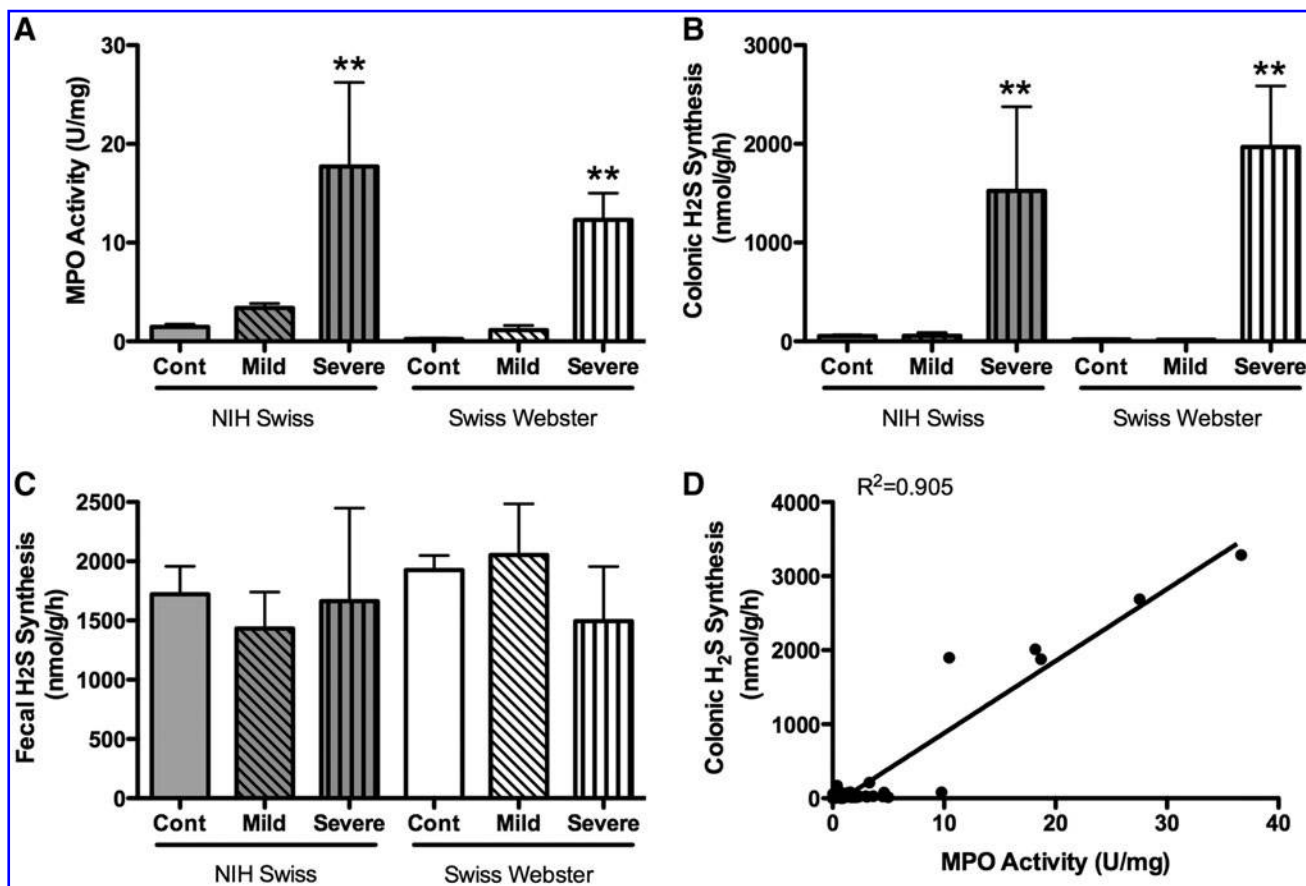 A
B
MPO Activity (U/mg)
30
20
10
0
**
**
Cont Mild Severe Cont Mild Severe
NIH Swiss Swiss Webster
Colonic H2S Synthesis
(nmol/g/h)
3000
2000
1000
0
**
**
Cont Mild Severe Cont Mild Severe
NIH Swiss Swiss Webster
C
Fecal H2S Synthesis
(nmol/g/h)
2500
2000
1500
1000
500
0
Cont Mild Severe Cont Mild Severe
NIH Swiss Swiss Webster
D
R²=0.905
Colonic H₂S Synthesis
(nmol/g/h)
4000
3000
2000
1000
0
0 10 20 30 40
MPO Activity (U/mg)